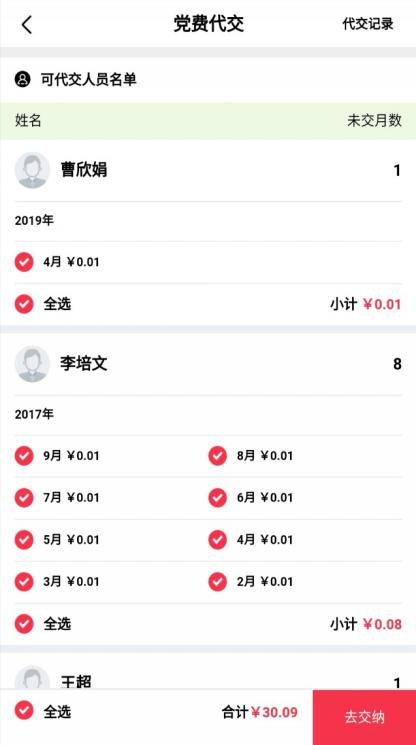 党费代交 代交记录
可代交人员名单
姓名 未交月数
曹欣娟 1
2019年
4月 ￥0.01
全选 小计 ￥0.01
李培文 8
2017年
9月 ￥0.01 8月 ￥0.01
7月 ￥0.01 6月 ￥0.01
5月 ￥0.01 4月 ￥0.01
3月 ￥0.01 2月 ￥0.01
全选 小计 ￥0.08
王超 1
全选 合计￥30.09 去交纳